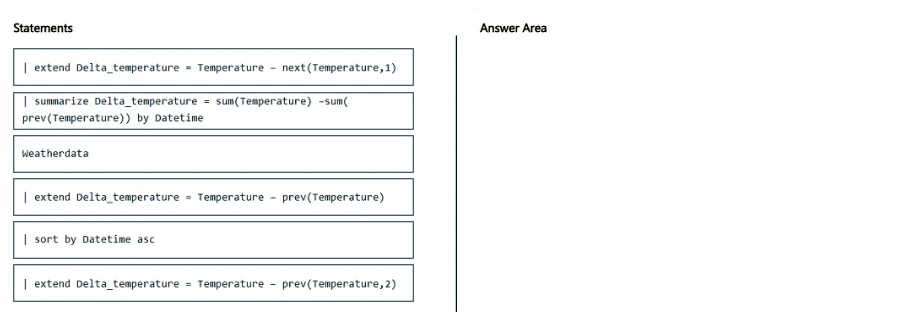 Statements
Answer Area
| extend Delta_temperature = Temperature – next(Temperature,1)
| summarize Delta_temperature = sum(Temperature) –sum(
prev(Temperature)) by Datetime
Weatherdata
| extend Delta_temperature = Temperature – prev(Temperature)
| sort by Datetime asc
| extend Delta_temperature = Temperature – prev(Temperature,2)